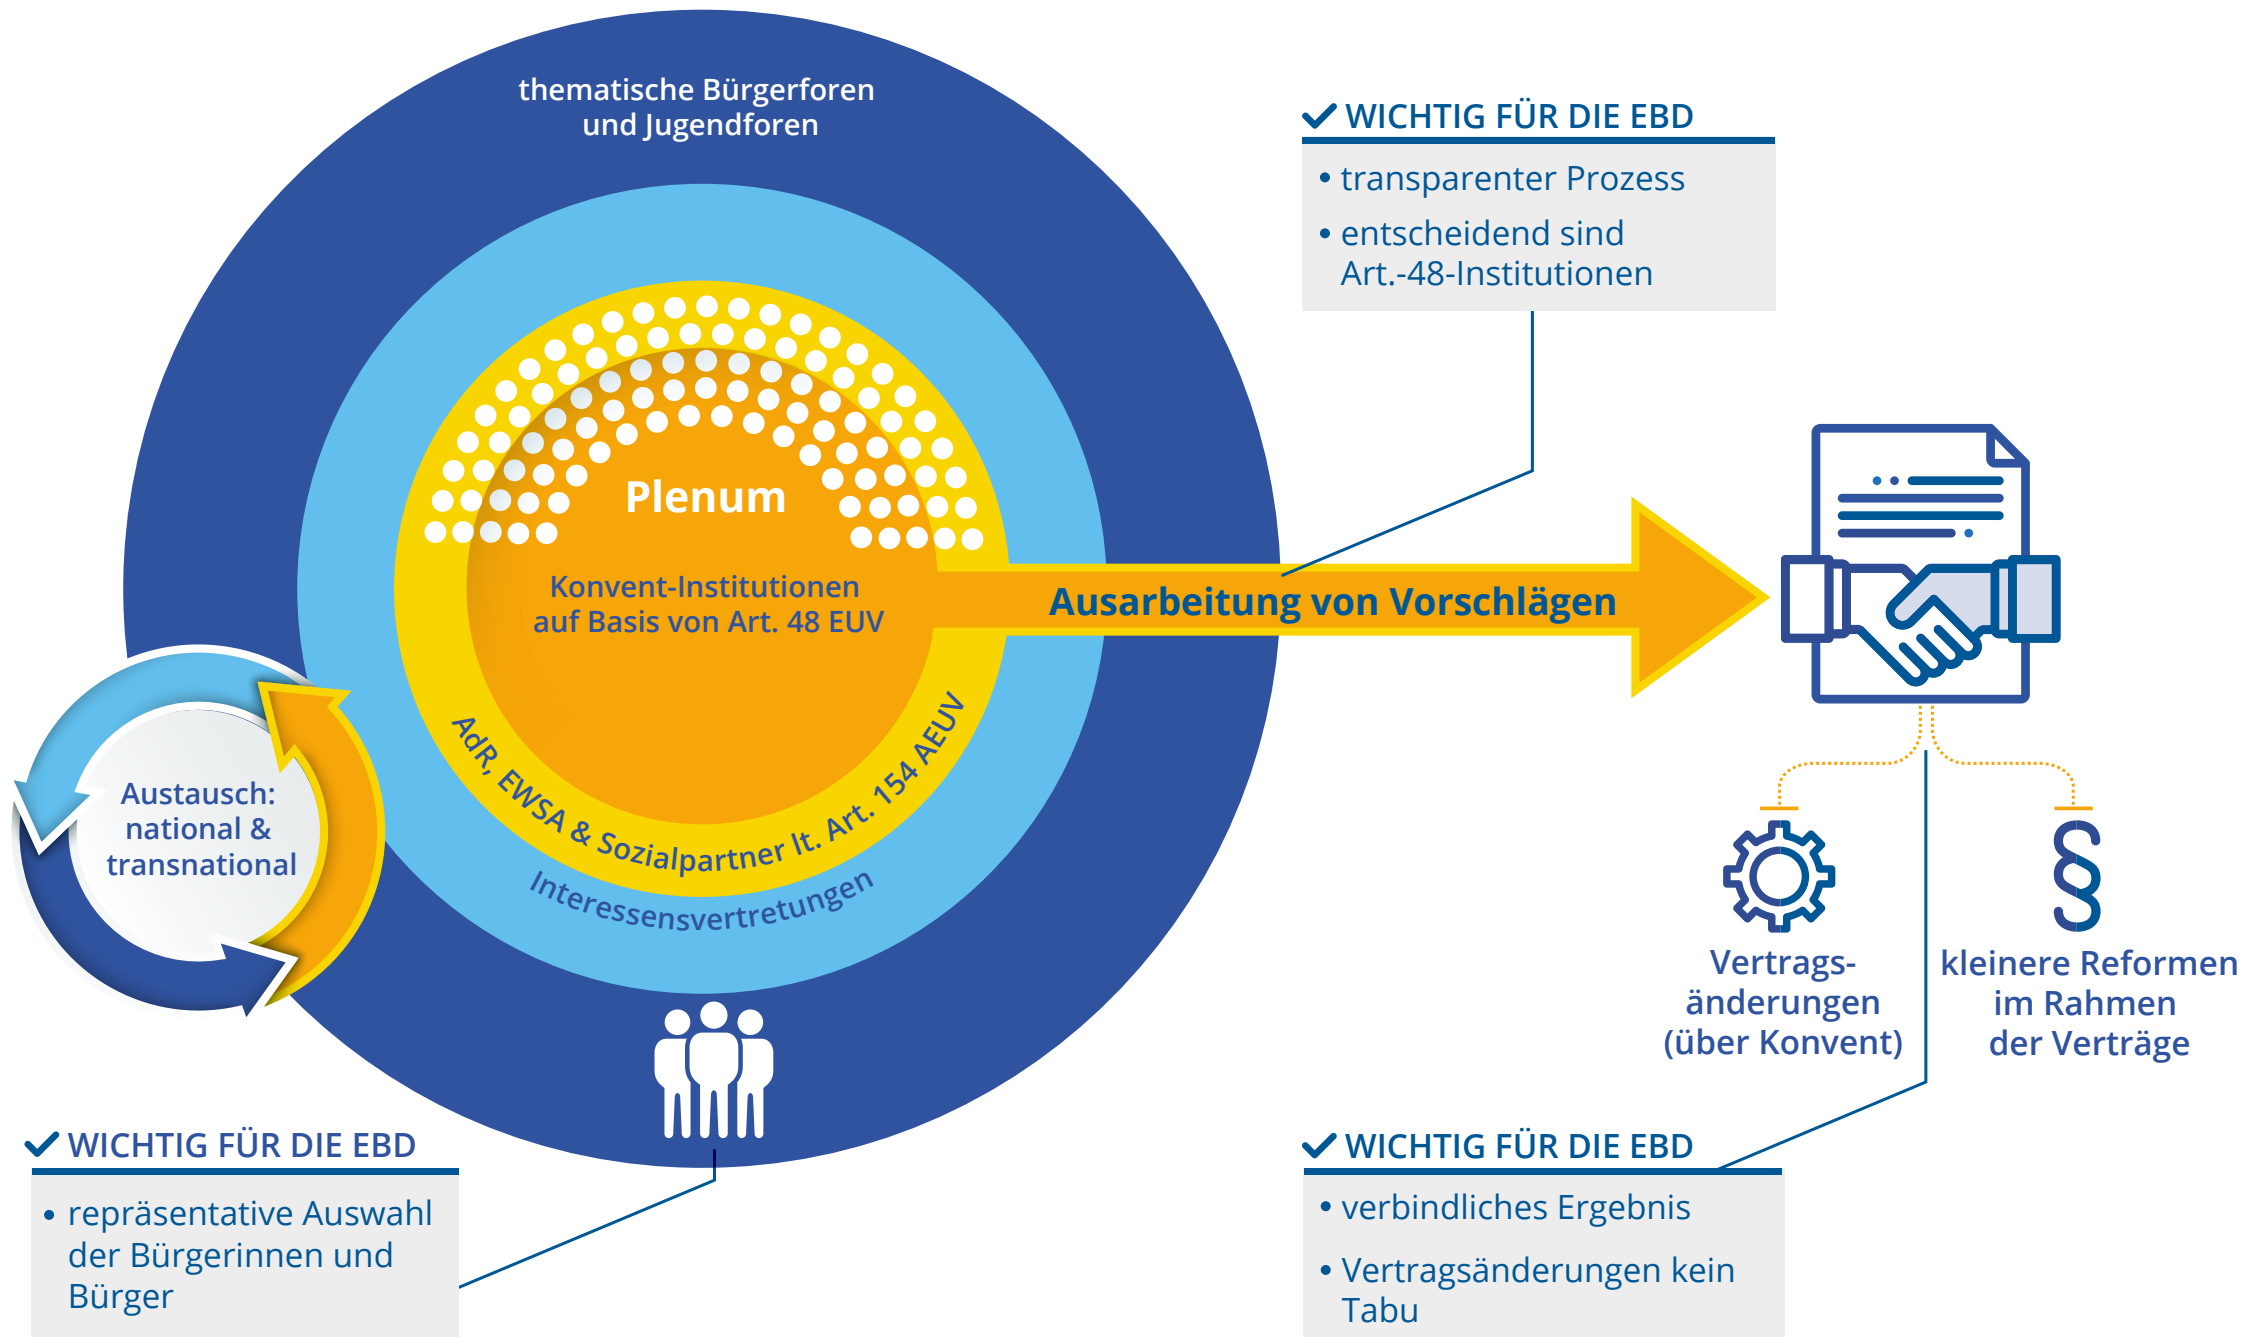 thematische Bürgerforen
und Jugendforen
Plenum
Konvent-Institutionen
auf Basis von Art. 48 EUV
AdR, EWSA & Sozialpartner lt. Art. 154 AEUV
Interessensvertretungen
Austausch:
national &
transnational
WICHTIG FÜR DIE EBD
• repräsentative Auswahl
der Bürgerinnen und
Bürger
WICHTIG FÜR DIE EBD
• transparenter Prozess
• entscheidend sind
Art.-48-Institutionen
Ausarbeitung von Vorschlägen
Vertrags-
änderungen
(über Konvent)
§
kleinere Reformen
im Rahmen
der Verträge
WICHTIG FÜR DIE EBD
• verbindliches Ergebnis
• Vertragsänderungen kein
Tabu